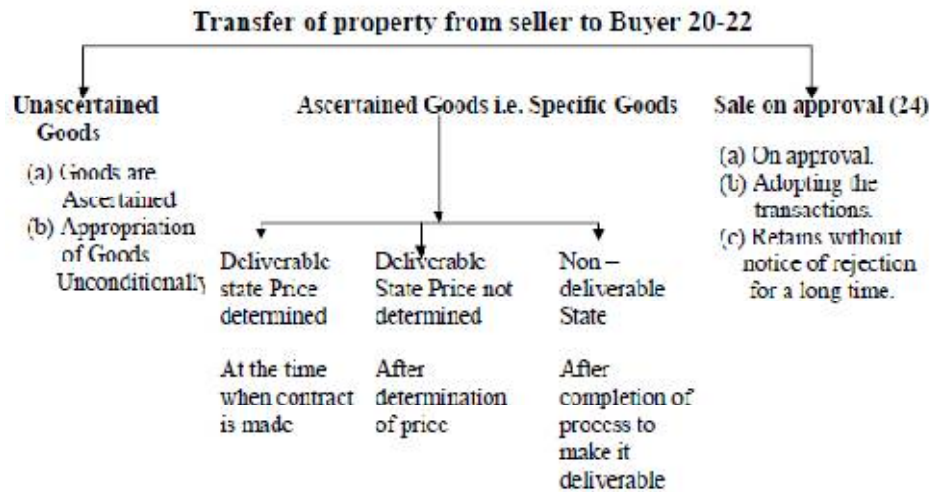 Transfer of property from seller to Buyer 20-22
Unascertained
Goods
(a) Goods are
Ascertained
(b) Appropriation
of Goods
Unconditionally
Ascertained Goods i.e. Specific Goods
Deliverable
state Price
determined
At the time
when contract
is made
Deliverable
State Price not
determined
After
determination
of price
Non –
deliverable
State
After
completion of
process to
make it
deliverable
Sale on approval (24)
(a) On approval.
(b) Adopting the
transactions.
(c) Retains without
notice of rejection
for a long time.